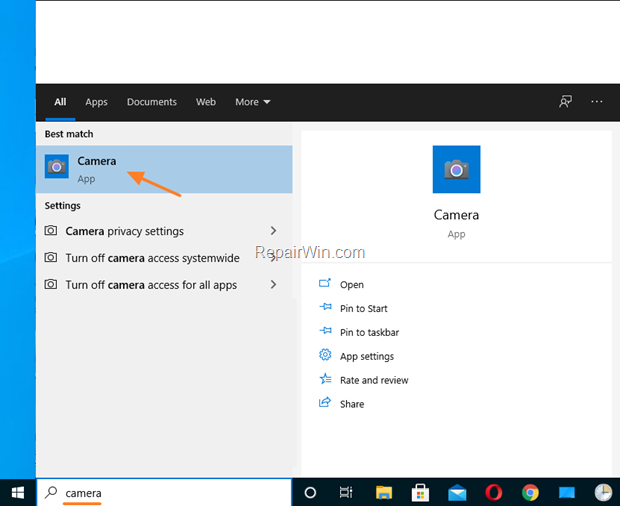 All Apps Documents Web More
Best match
Camera
App
Settings
Camera privacy settings
Turn off camera access systemwide
Turn off camera access for all apps
Camera
App
RepairWin.com
Open
Pin to Start
Pin to taskbar
App settings
Rate and review
Share
camera